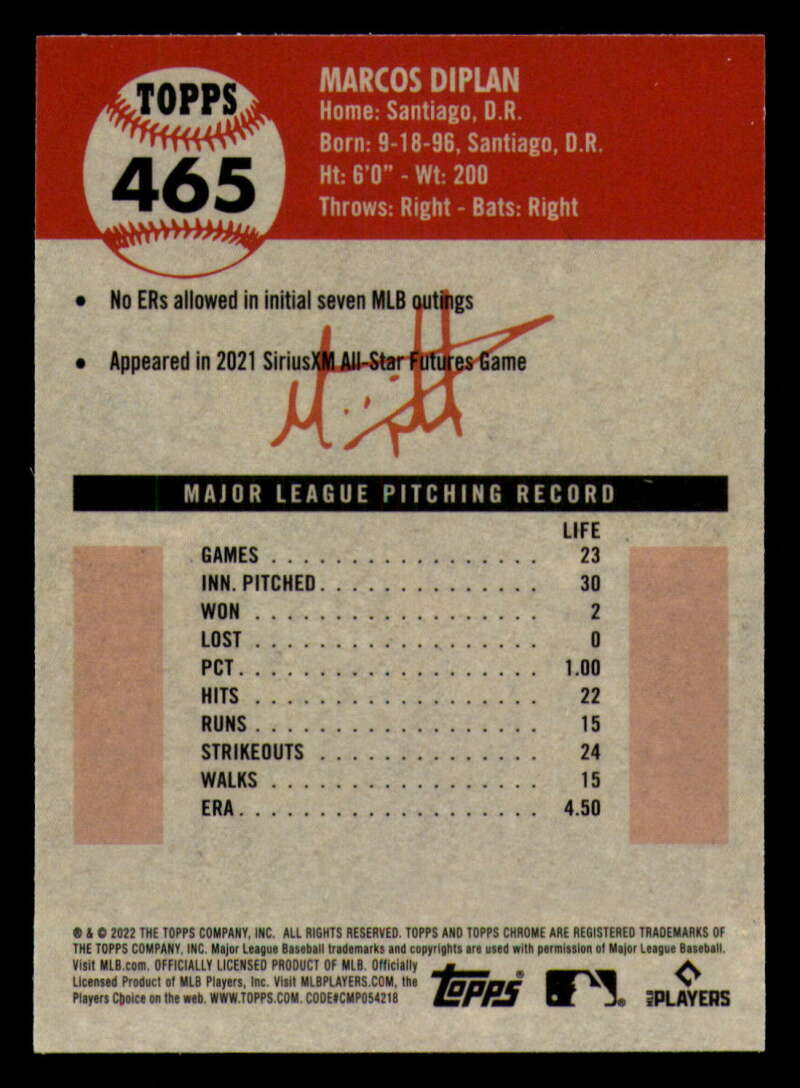 TOPPS
465
MARCOS DIPLAN
Home: Santiago, D.R.
Born: 9-18-96, Santiago, D.R.
Ht: 6'0" - Wt: 200
Throws: Right - Bats: Right
• No ERs allowed in initial seven MLB outings
• Appeared in 2021 SiriusXM All-Star Futures Game
MAJOR LEAGUE PITCHING RECORD
LIFE
GAMES . . . . . . . . . . . . . . . . . 23
INN. PITCHED. . . . . . . . . . . . . . 30
WON . . . . . . . . . . . . . . . . . . 2
LOST . . . . . . . . . . . . . . . . . . 0
PCT. . . . . . . . . . . . . . . . . . . 1.00
HITS . . . . . . . . . . . . . . . . . . 22
RUNS . . . . . . . . . . . . . . . . . . 15
STRIKEOUTS . . . . . . . . . . . . . . 24
WALKS . . . . . . . . . . . . . . . . . 15
ERA. . . . . . . . . . . . . . . . . . . 4.50
® & © 2022 THE TOPPS COMPANY, INC. ALL RIGHTS RESERVED. TOPPS AND TOPPS CHROME ARE REGISTERED TRADEMARKS OF
THE TOPPS COMPANY, INC. Major League Baseball trademarks and copyrights are used with permission of Major League Baseball.
Visit MLB.com. OFFICIALLY LICENSED PRODUCT OF MLB. Officially
Licensed Product of MLB Players, Inc. Visit MLBPLAYERS.COM, the
Players Choice on the web. WWW.TOPPS.COM. CODE#CMP054218
Topps®
®
MLB PLAYERS